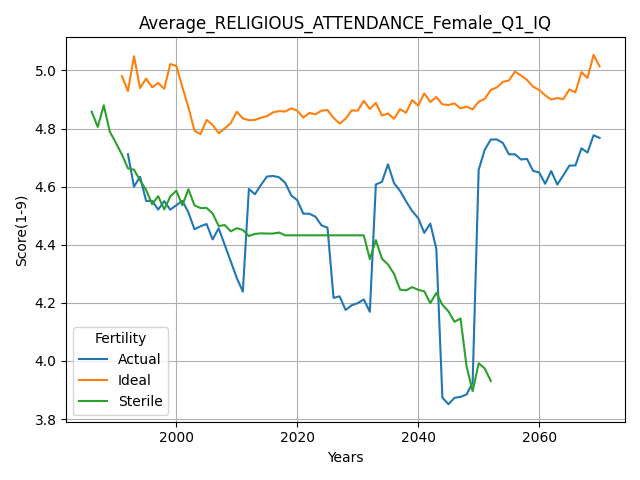 Average_RELIGIOUS_ATTENDANCE_Female_Q1_IQ
Score(1-9)
5.0
4.8
4.6
4.4
4.2
4.0
3.8
Fertility
Actual
Ideal
Sterile
2000
2020
2040
2060
Years